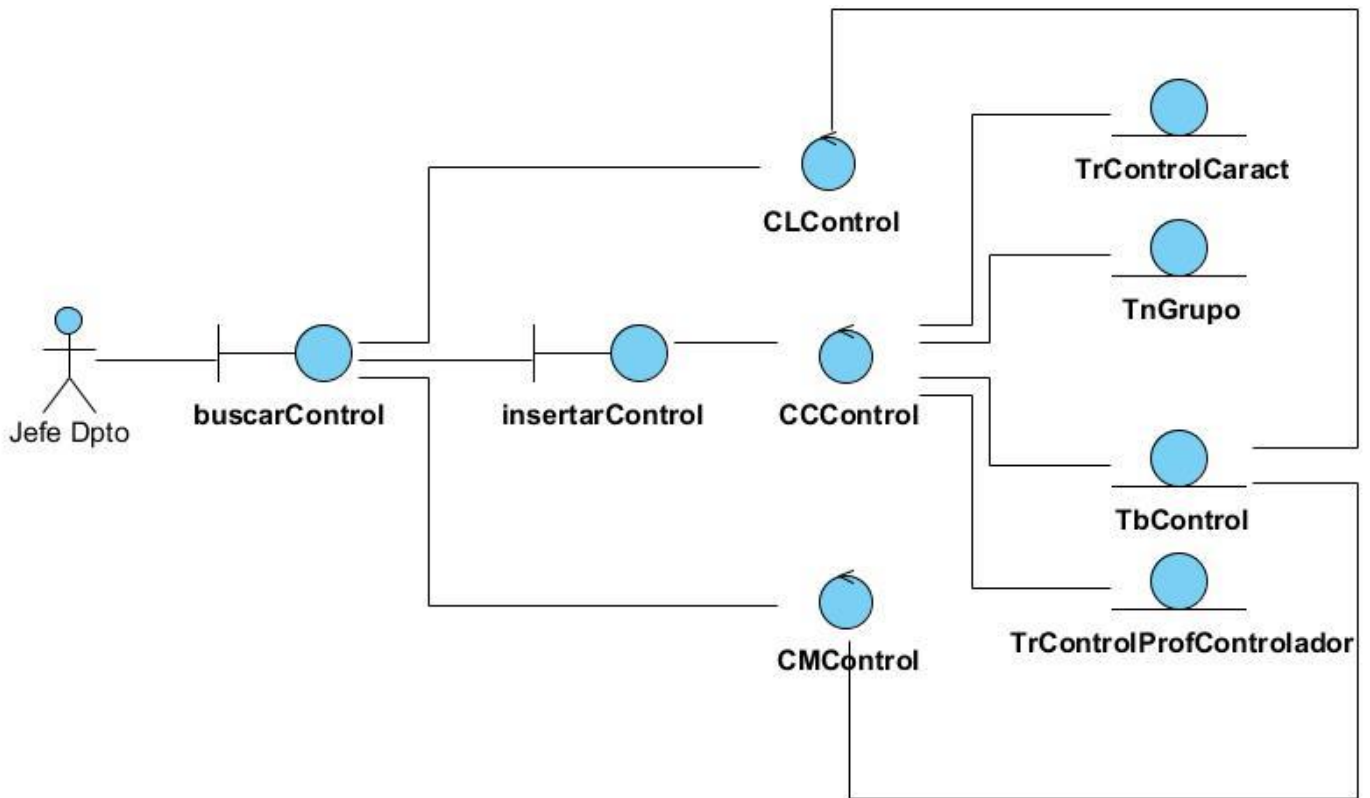 TrControlCaract
CLControl
TnGrupo
buscarControl
insertarControl
CCControl
Jefe Dpto
TbControl
TrControlProfControlador
CMControl